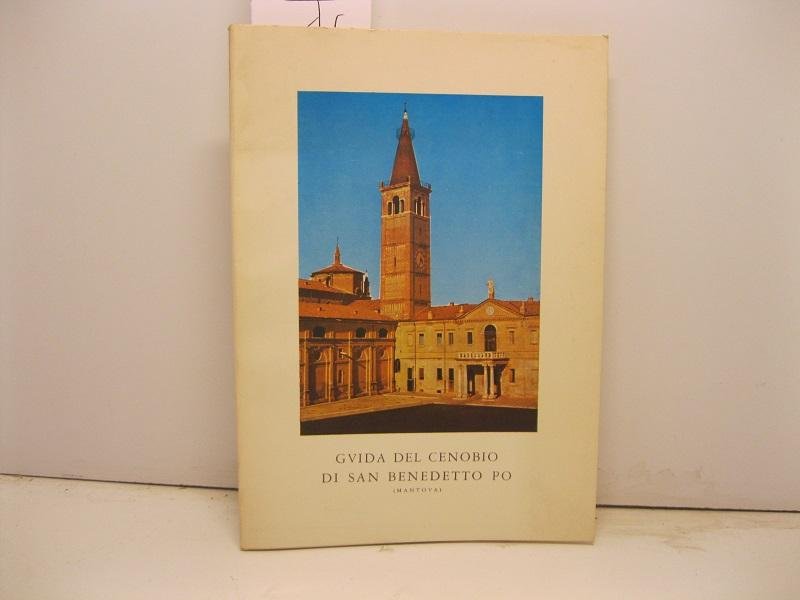 GVIDA DEL CENOBIO
DI SAN BENEDETTO PO
(MANTOVA)